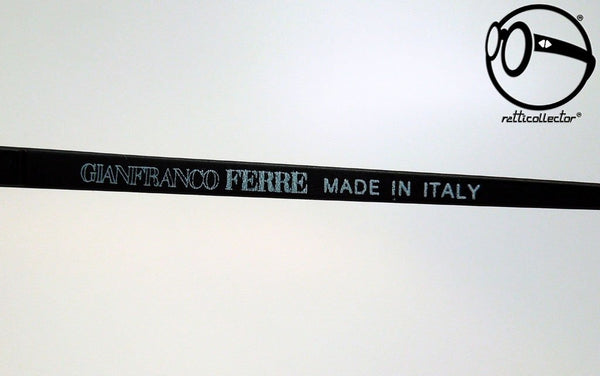 GIANFRANCO FERRE MADE IN ITALY
retticollector®